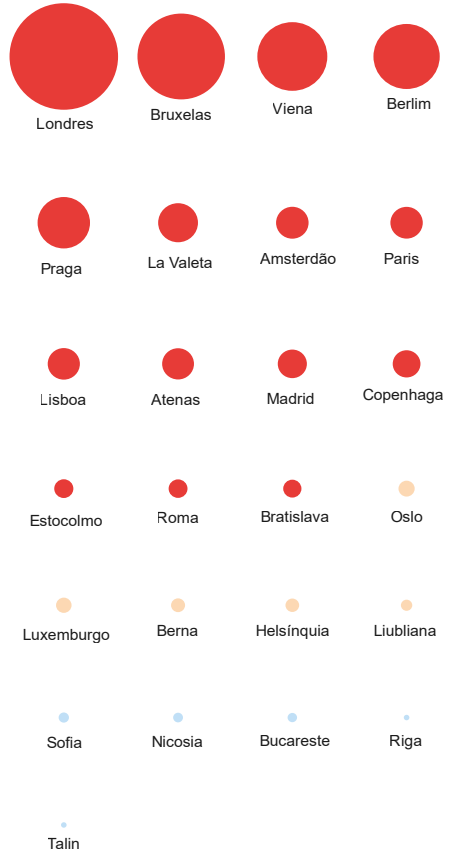 Londres
Bruxelas
Viena
Berlim
Praga
La Valeta
Amsterdão
Paris
Lisboa
Atenas
Madrid
Copenhaga
Estocolmo
Roma
Bratislava
Oslo
Luxemburgo
Berna
Helsínquia
Liubliana
Sofia
Nicosia
Bucareste
Riga
Talin